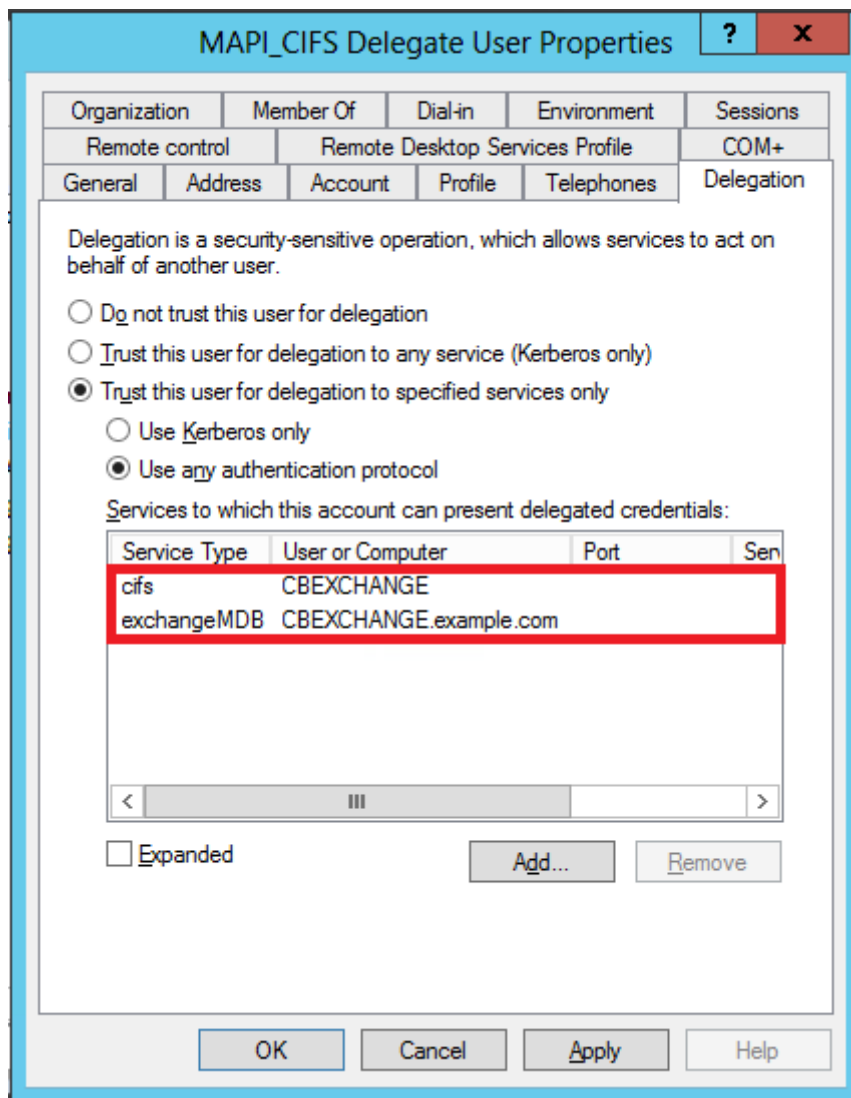 MAPI_CIFS Delegate User Properties
?
x
Organization
Member Of
Dial-in
Environment
Sessions
Remote control
Remote Desktop Services Profile
COM+
General
Address
Account
Profile
Telephones
Delegation
Delegation is a security-sensitive operation, which allows services to act on
behalf of another user.
Do not trust this user for delegation
Trust this user for delegation to any service (Kerberos only)
Trust this user for delegation to specified services only
Use Kerberos only
Use any authentication protocol
Services to which this account can present delegated credentials:
Service Type
User or Computer
Port
Serv
cifs
CBEXCHANGE
exchangeMDB
CBEXCHANGE.example.com
Expanded
Add...
Remove
OK
Cancel
Apply
Help